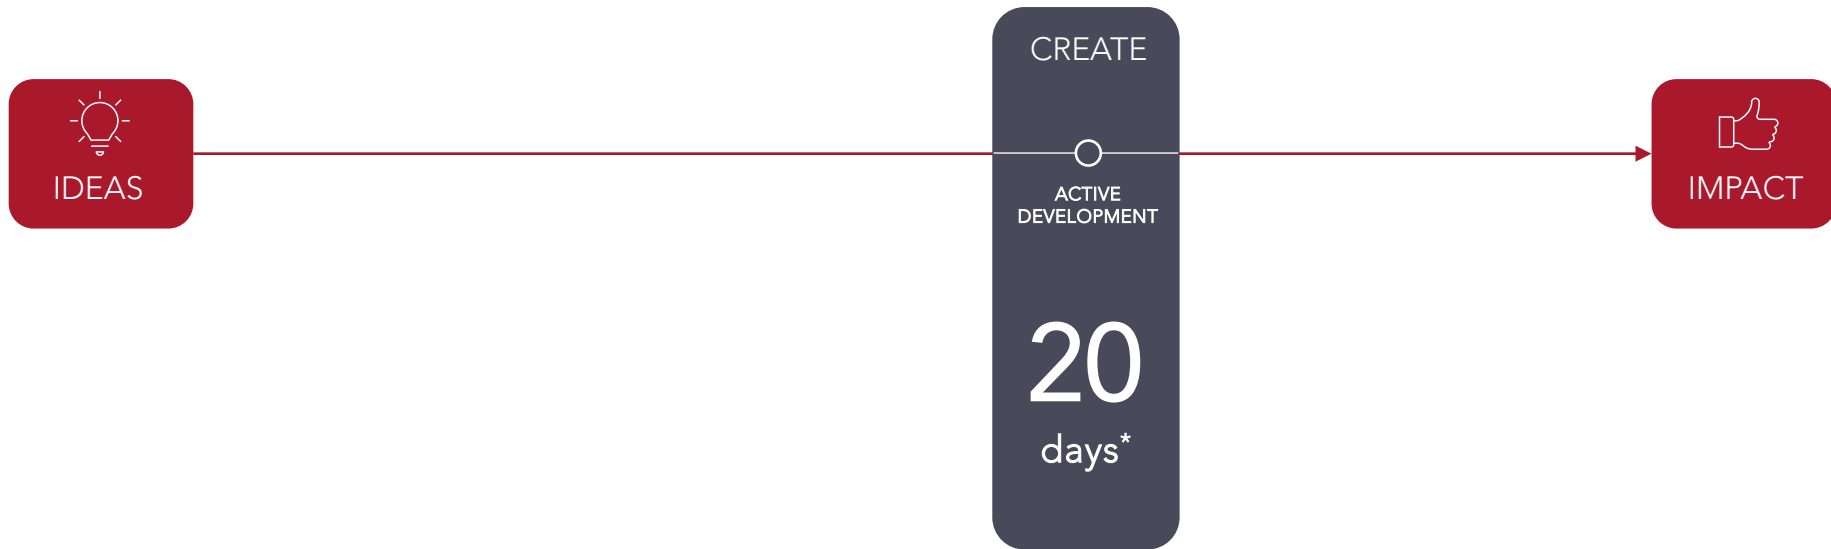 IDEAS
CREATE
ACTIVE
DEVELOPMENT
20
days*
IMPACT